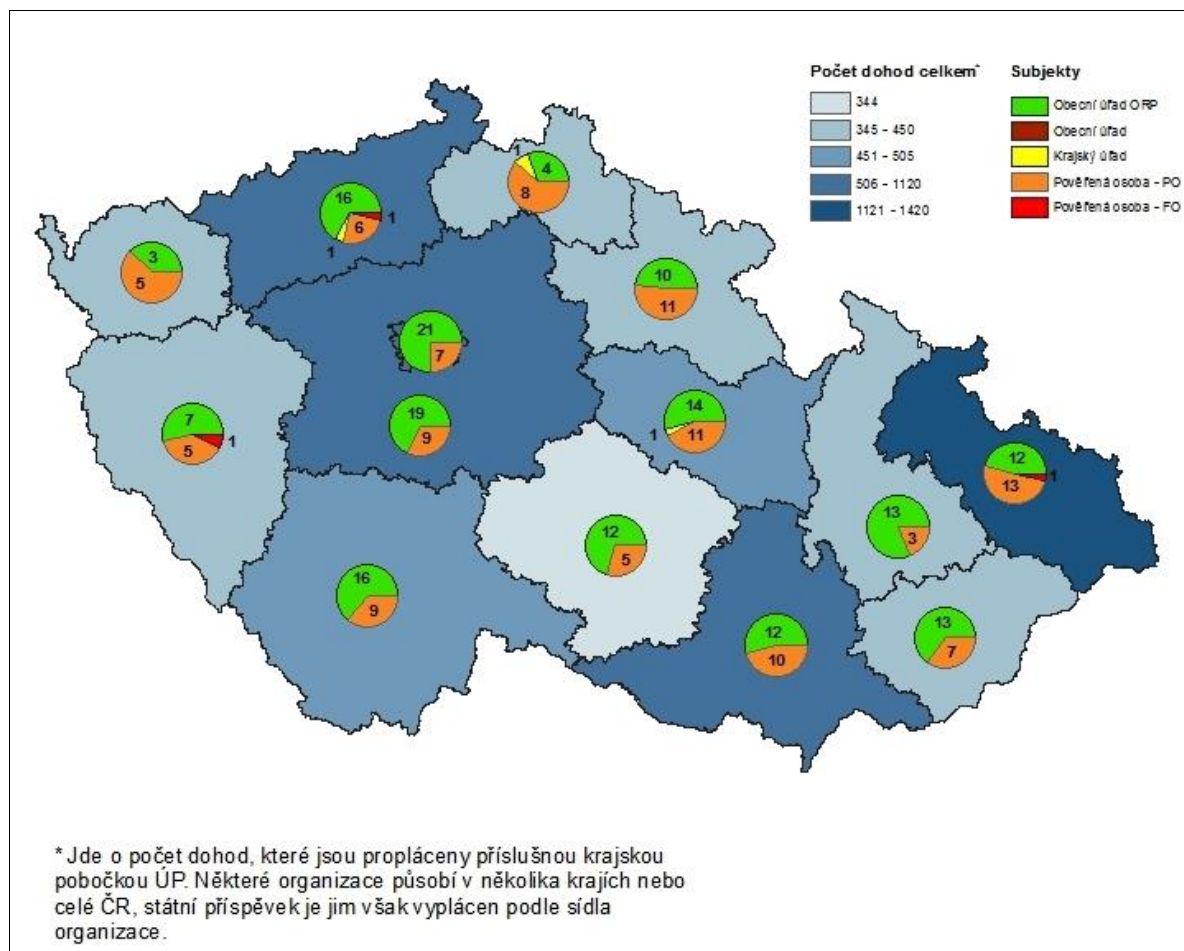 Počet dohod celkem*
344
345 - 450
451 - 505
506 - 1120
1121 - 1420
Subjekty
Obecní úřad ORP
Obecní úřad
Krajský úřad
Pověřená osoba - PO
Pověřená osoba - FO
1
4
8
16
1
6
1
3
5
10
11
21
7
19
9
14
1
11
7
1
5
12
1
13
13
3
12
5
16
9
13
7
12
10
* Jde o počet dohod, které jsou propláceny příslušnou krajskou
pobočkou ÚP. Některé organizace působí v několika krajích nebo
celé ČR, státní příspěvek je jim však vyplácen podle sídla
organizace.